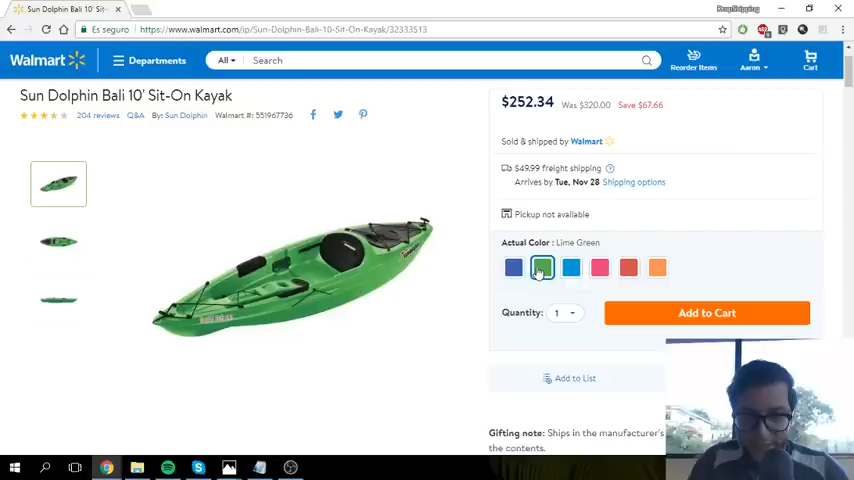 Sun Dolphin Bali 10' Sit-On Kay
DropShipping
Es seguro
https://www.walmart.com/ip/Sun-Dolphin-Bali-10-Sit-On-Kayak/32333513
Walmart
Departments
All
Search
Reorder Items
Aaron
Cart
Sun Dolphin Bali 10' Sit-On Kayak
204 reviews
Q&A
By: Sun Dolphin
Walmart #: 551967736
$252.34
Was $320.00
Save $67.66
Sold & shipped by Walmart
$49.99 freight shipping
Arrives by Tue, Nov 28 Shipping options
Pickup not available
Actual Color : Lime Green
Quantity:
1
Add to Cart
Add to List
Gifting note: Ships in the manufacturer's
the contents.